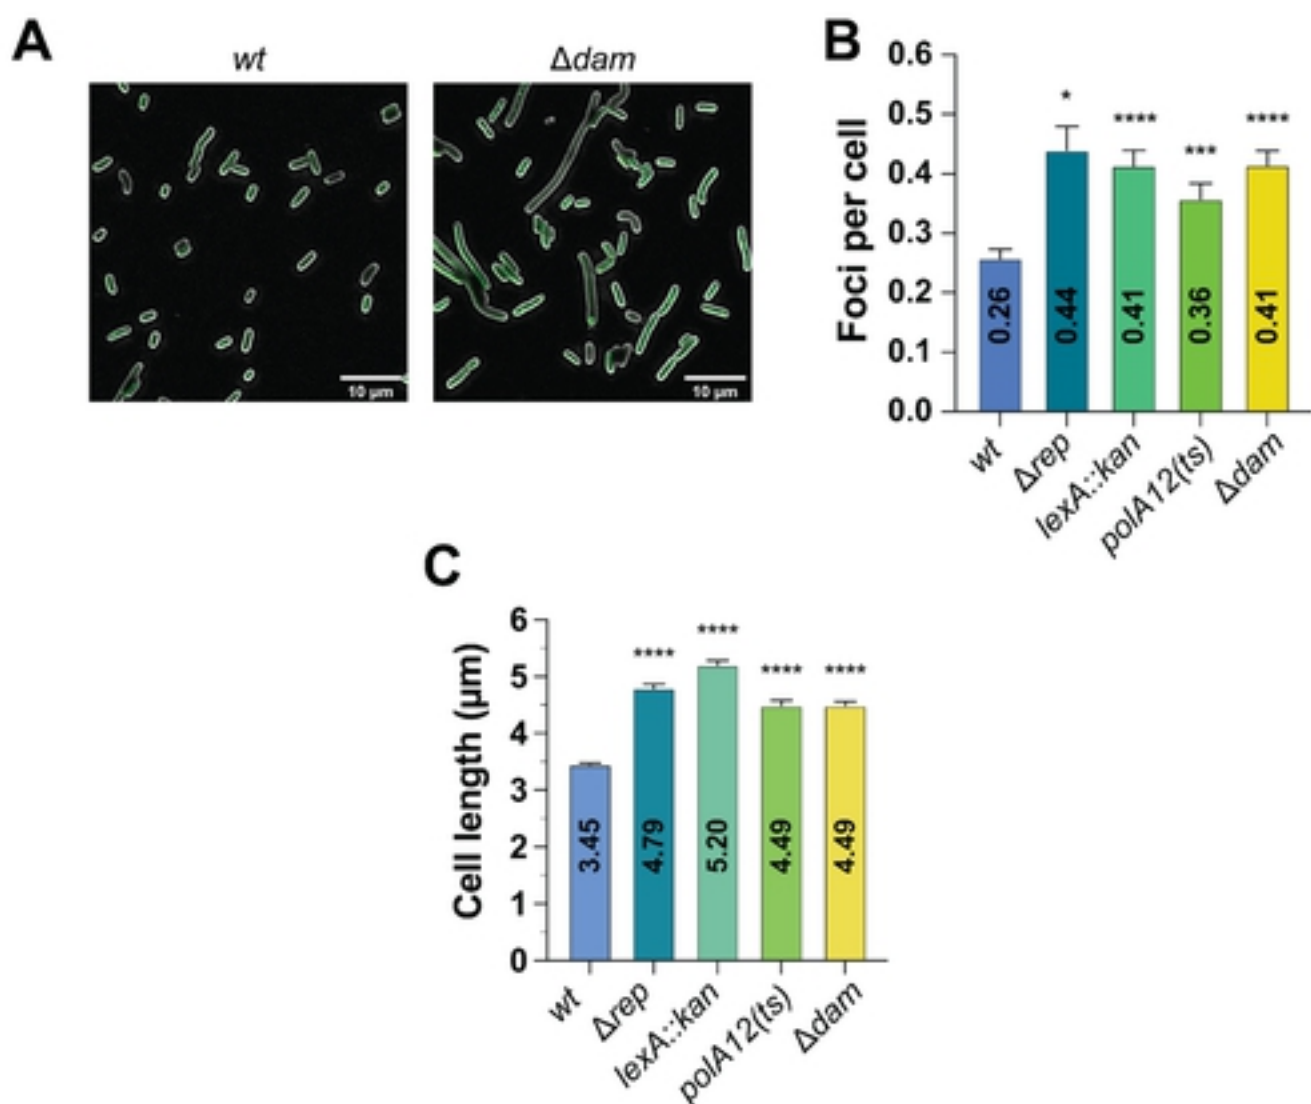 A
wt
Δdam
10 µm
10 µm
B
Foci per cell
0.6
0.5
0.4
0.3
0.2
0.1
0.0
*
****
***
****
0.26
0.44
0.41
0.36
0.41
wt
Δrep
lexA::kan
polA12(ts)
Δdam
C
Cell length (µm)
6
5
4
3
2
1
0
****
****
****
****
3.45
4.79
5.20
4.49
4.49
wt
Δrep
lexA::kan
polA12(ts)
Δdam